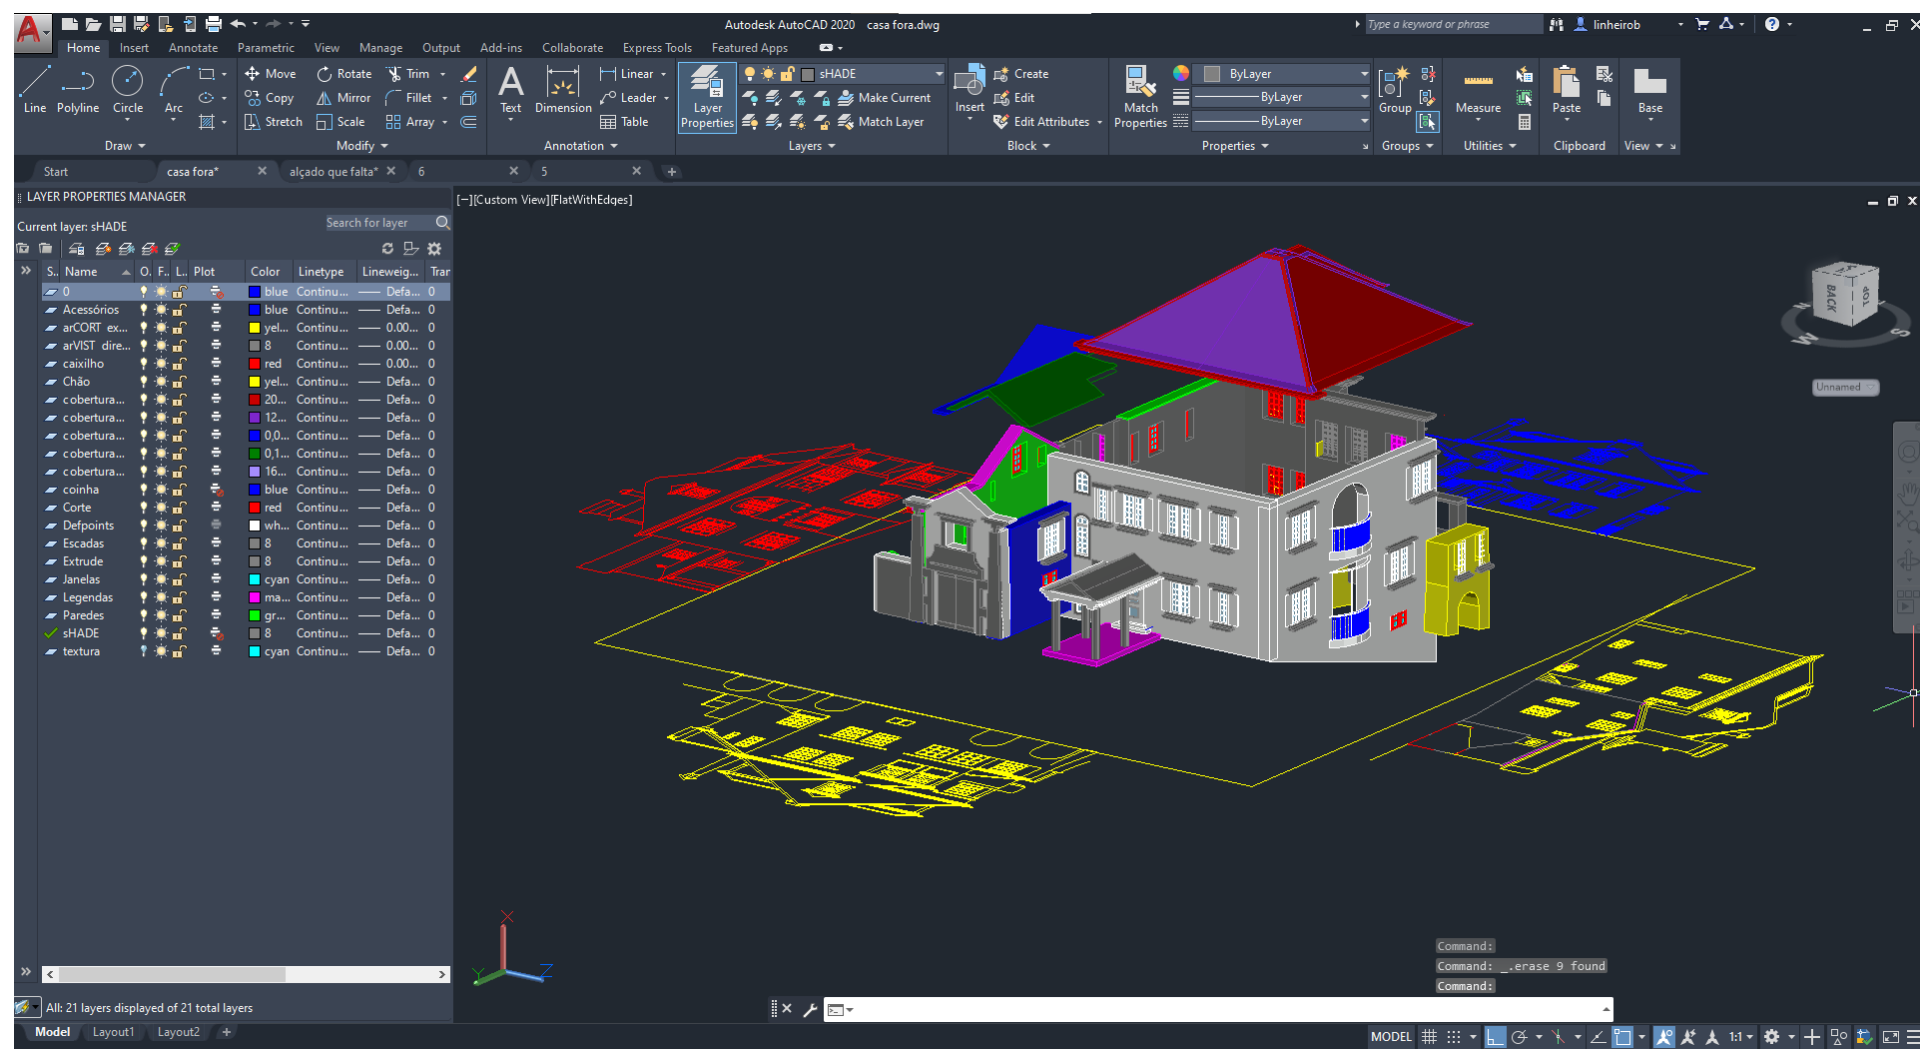 Autodesk AutoCAD 2020 casa fora.dwg
Type a keyword or phrase
linheirob
Home Insert Annotate Parametric View Manage Output Add-ins Collaborate Express Tools Featured Apps
Line Polyline Circle Arc
Move Rotate Trim
Copy Mirror Fillet
Stretch Scale Array
Text Dimension
Linear
Leader
Table
Layer Properties
sHADE
Make Current
Match Layer
Insert
Create
Edit
Edit Attributes
Match Properties
ByLayer
ByLayer
ByLayer
Group
Measure
Paste
Base
Draw Modify Annotation Layers Block Properties Groups Utilities Clipboard View
Start casa fora* alçado que falta* 6 5
LAYER PROPERTIES MANAGER
Current layer: sHADE
Search for layer
S.. Name O. F.. L.. Plot Color Linetype Lineweig... Tran
0 blue Continu... Defa... 0
Acessórios blue Continu... Defa... 0
arCORT ex... yel... Continu... 0.00... 0
arVIST dire... 8 Continu... 0.00... 0
caixilho red Continu... 0.00... 0
Chão yel... Continu... Defa... 0
cobertura... 20... Continu... Defa... 0
cobertura... 12... Continu... Defa... 0
cobertura... 0,0... Continu... Defa... 0
cobertura... 0,1... Continu... Defa... 0
cobertura... 16... Continu... Defa... 0
coinha blue Continu... Defa... 0
Corte red Continu... Defa... 0
Defpoints wh... Continu... Defa... 0
Escadas 8 Continu... Defa... 0
Extrude 8 Continu... Defa... 0
Janelas cyan Continu... Defa... 0
Legendas ma... Continu... Defa... 0
Paredes gr... Continu... Defa... 0
sHADE 8 Continu... Defa... 0
textura cyan Continu... Defa... 0
All: 21 layers displayed of 21 total layers
[−][Custom View][FlatWithEdges]
BACK
TOP
W
S
Unnamed
X
Y
Z
Command:
Command: _.erase 9 found
Command:
Model Layout1 Layout2
MODEL
1:1